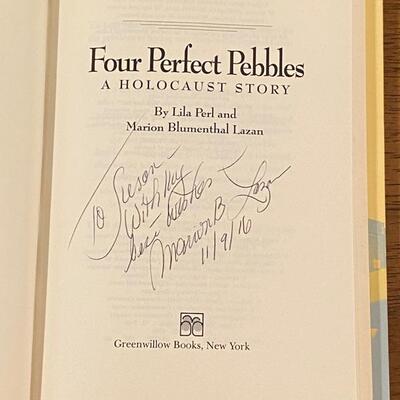 Four Perfect Pebbles
A HOLOCAUST STORY
By Lila Perl and
Marion Blumenthal Lazan
To Susan –
With my
best wishes –
Marion B Lazan
11/9/16
Greenwillow Books, New York